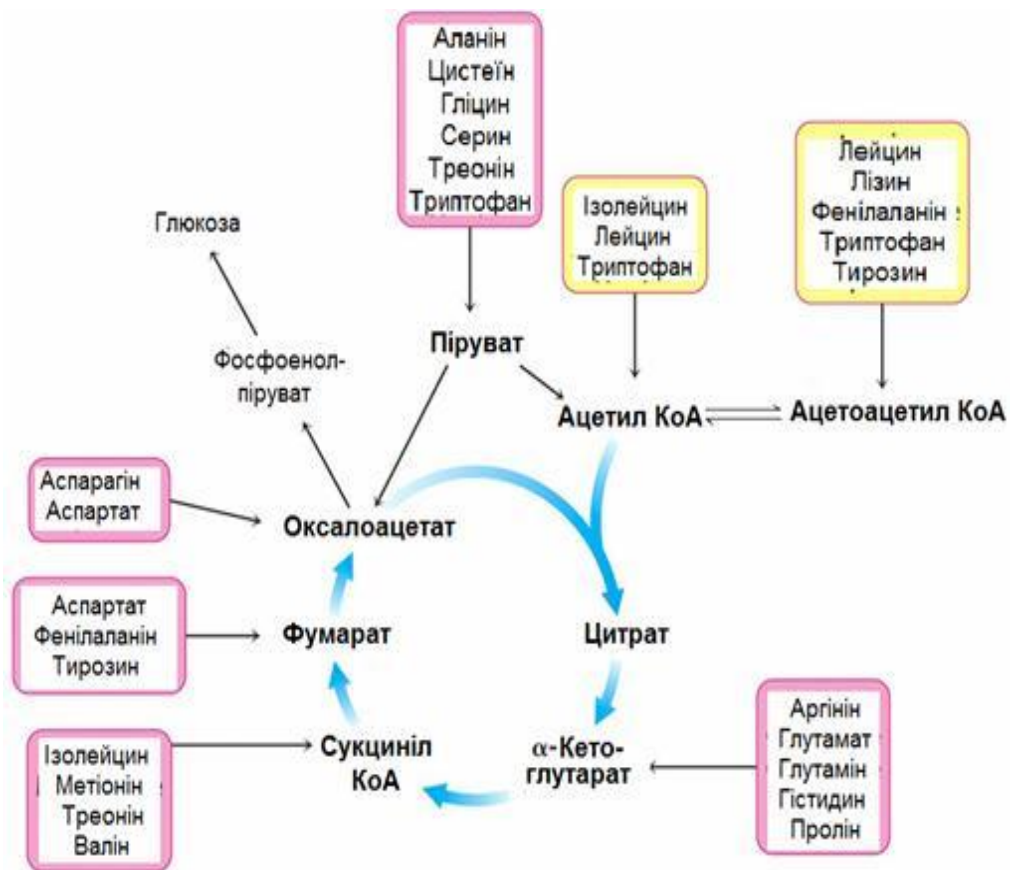 Аланін
Цистеїн
Гліцин
Серин
Треонін
Триптофан
Лейцин
Лізин
Фенілаланін
Триптофан
Тирозин
Ізолейцин
Лейцин
Триптофан
Глюкоза
Фосфоенол-
піруват
Піруват
Ацетил КоА
Ацетоацетил КоА
Аспарагін
Аспартат
Оксалоацетат
Аспартат
Фенілаланін
Тирозин
Фумарат
Цитрат
Ізолейцин
Метіонін
Треонін
Валін
Сукциніл
КоА
α-Кето-
глутарат
Аргінін
Глутамат
Глутамін
Гістидин
Пролін